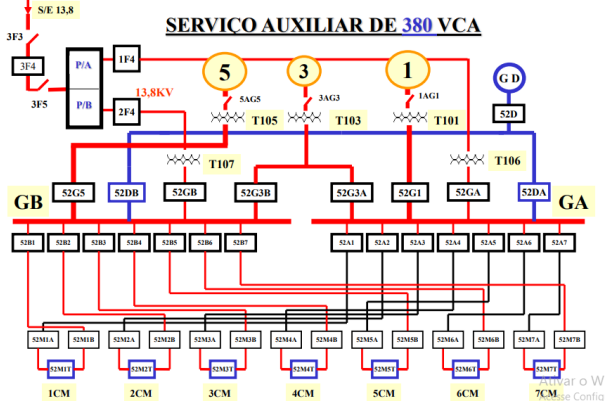 S/E 13,8
SERVIÇO AUXILIAR DE 380 VCA
3F3
3F4
3F5
P/A
P/B
1F4
2F4
13,8KV
5
3
1
G D
5AG5
3AG3
1AG1
52D
T105
T103
T101
T107
T106
GB
52G5
52DB
52GB
52G3B
52G3A
52G1
52GA
52DA
GA
52B1
52B2
52B3
52B4
52B5
52B6
52B7
52A1
52A2
52A3
52A4
52A5
52A6
52A7
52M1A
52M1B
52M2A
52M2B
52M3A
52M3B
52M4A
52M4B
52M5A
52M5B
52M6A
52M6B
52M7A
52M7B
52M1T
52M2T
52M3T
52M4T
52M5T
52M6T
52M7T
1CM
2CM
3CM
4CM
5CM
6CM
7CM
Ativar o W
Acesse Config